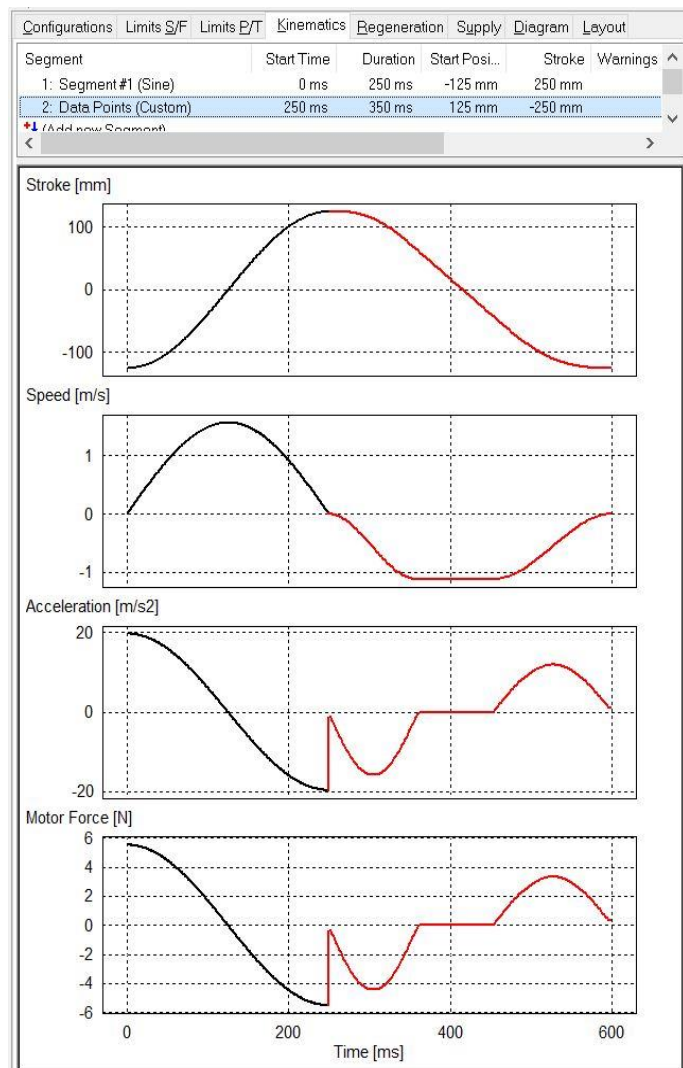 Configurations Limits S/F Limits P/T Kinematics Regeneration Supply Diagram Layout
Segment Start Time Duration Start Posi... Stroke Warnings
1: Segment #1 (Sine) 0 ms 250 ms -125 mm 250 mm
2: Data Points (Custom) 250 ms 350 ms 125 mm -250 mm
(Add new Segment)
Stroke [mm]
100
0
-100
Speed [m/s]
1
0
-1
Acceleration [m/s2]
20
0
-20
Motor Force [N]
6
4
2
0
-2
-4
-6
0 200 400 600
Time [ms]